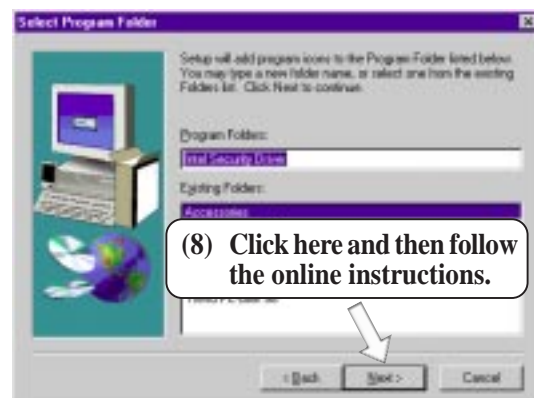 Select Program Folder
Setup will add program icons to the Program Folder listed below.
You may type a new folder name, or select one from the existing
Folders list. Click Next to continue.
Program Folders:
Intel Security Driver
Existing Folders:
Accessories
(8) Click here and then follow
the online instructions.
< Back
Next >
Cancel